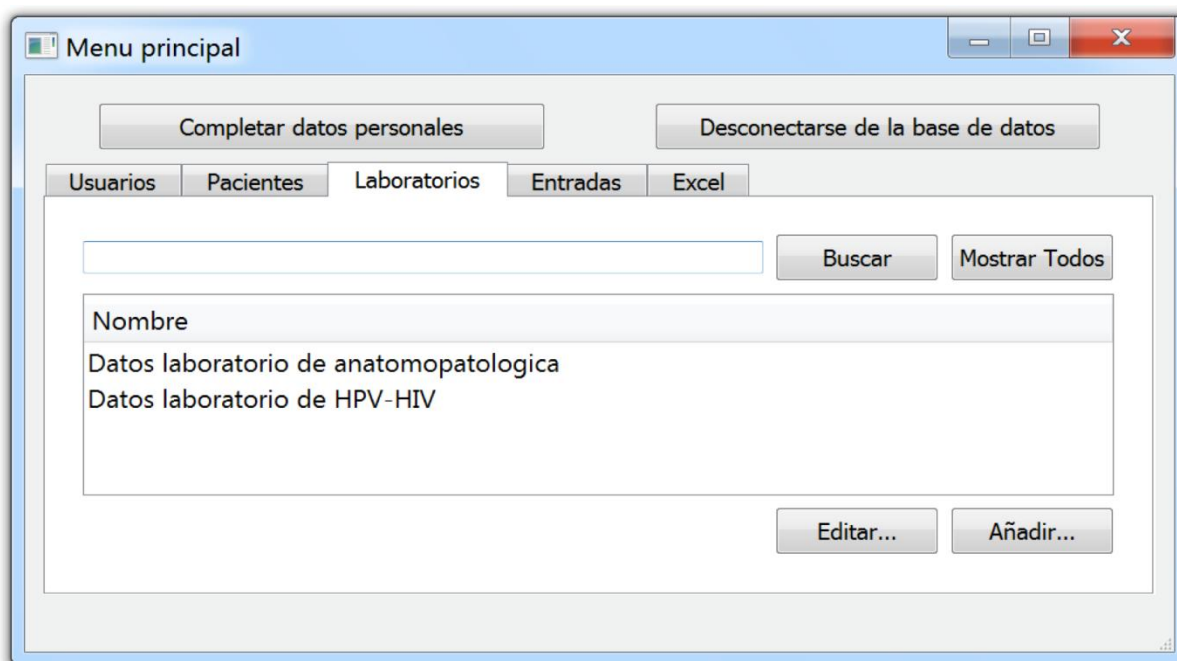 Menu principal
Completar datos personales Desconectarse de la base de datos
Usuarios Pacientes Laboratorios Entradas Excel
Buscar Mostrar Todos
Nombre
Datos laboratorio de anatomopatologica
Datos laboratorio de HPV-HIV
Editar... Añadir...